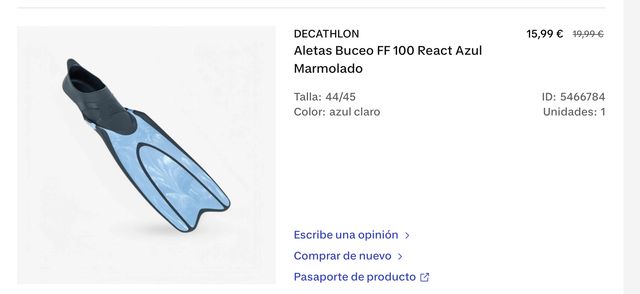 DECATHLON 15,99 € 19,99 €
Aletas Buceo FF 100 React Azul
Marmolado
Talla: 44/45 ID: 5466784
Color: azul claro Unidades: 1
Escribe una opinión
Comprar de nuevo
Pasaporte de producto